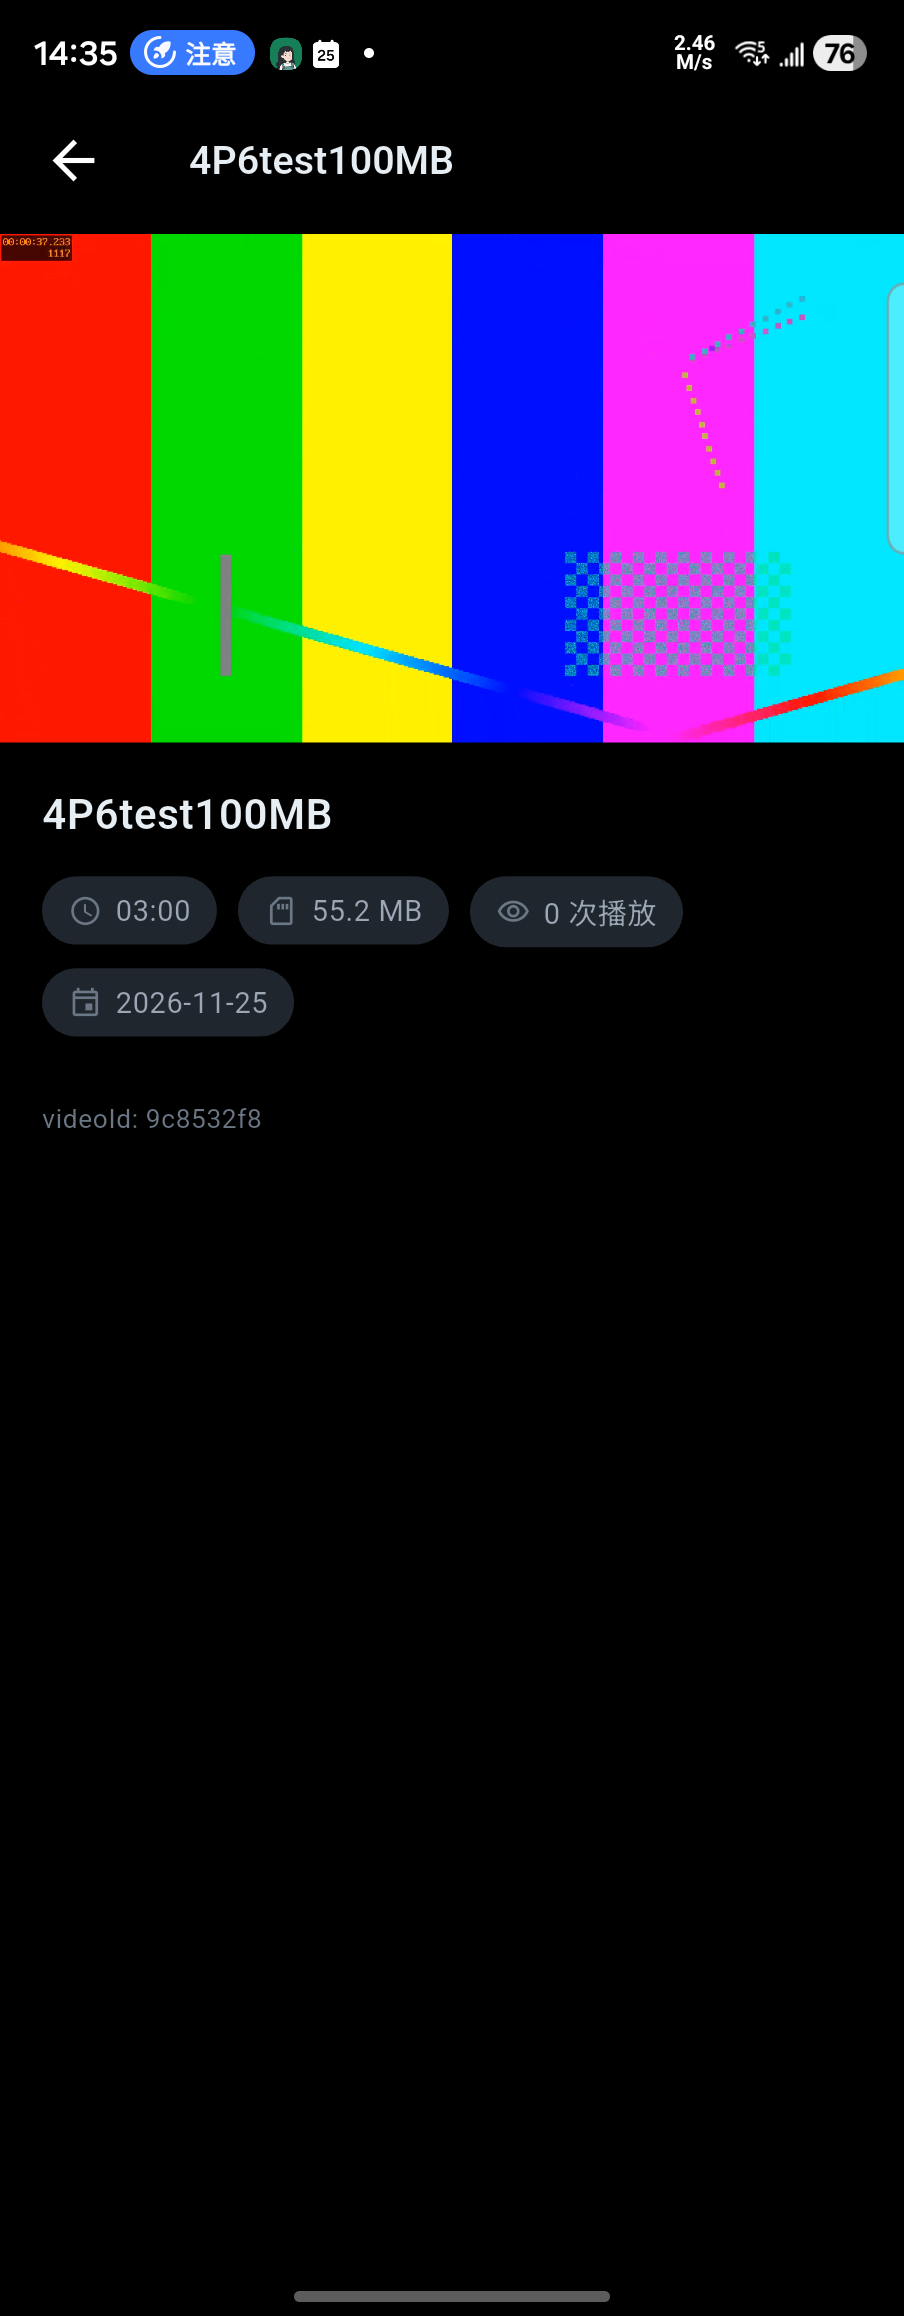 14:35 注意 25 2.46 M/s 5 76
4P6test100MB
00:00:37.233
1117
4P6test100MB
03:00 55.2 MB 0 次播放
2026-11-25
videoId: 9c8532f8